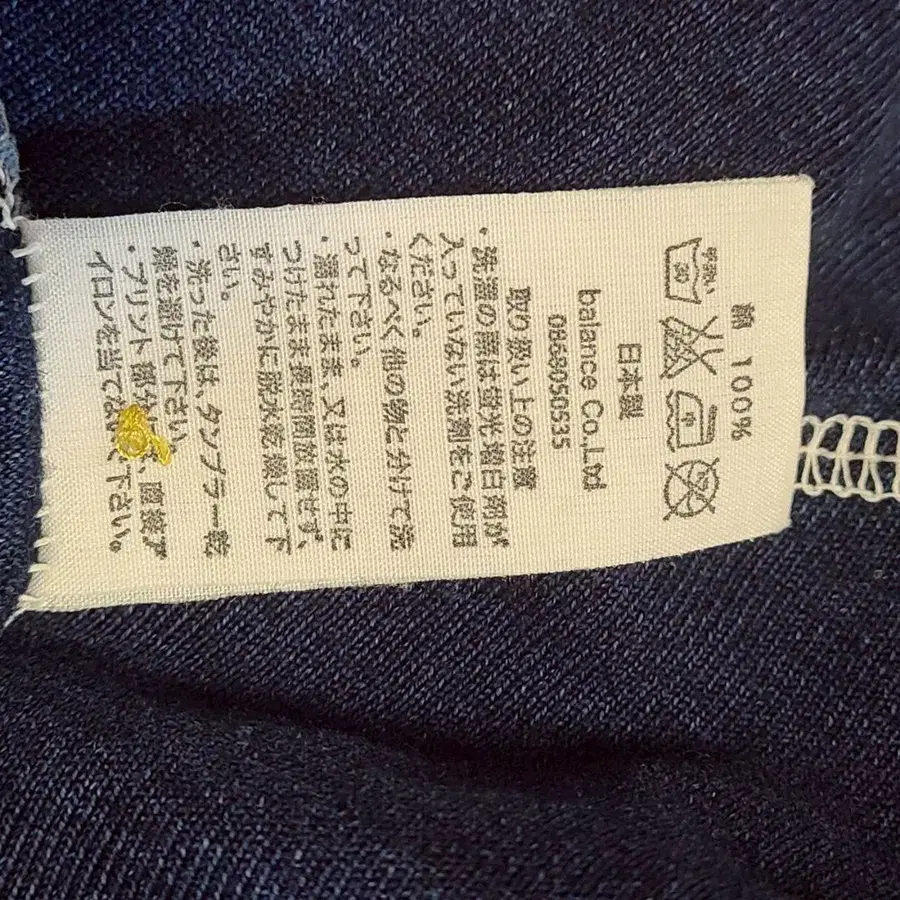 綿 100%
手洗イ
30
日本製
balance Co.,Ltd
0868050535
取り扱い上の注意
・洗濯の際は蛍光増白剤が
入っていない洗剤をご使用
ください。
・なるべく他の物と分けて洗
って下さい。
・濡れたまま、又は水の中に
つけたまま長時間放置せず、
すみやかに脱水乾燥して下
さい。
・洗った後は、タンブラー乾
燥を避けて下さい。
・プリント部分は、直接ア
イロンを当てないで下さい。